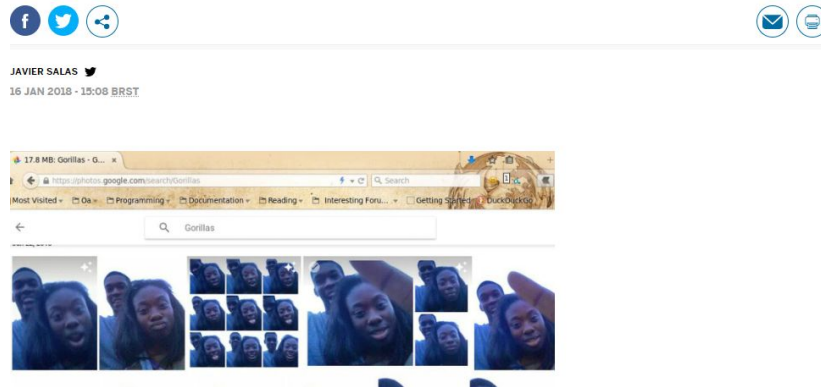 JAVIER SALAS
16 JAN 2018 - 15:08 BRST
17.8 MB: Gorillas - G... ×
https://photos.google.com/search/Gorillas
Search
Most Visited
Oa
Programming
Documentation
Reading
Interesting Foru...
Getting Started
DuckDuckGo
Gorillas